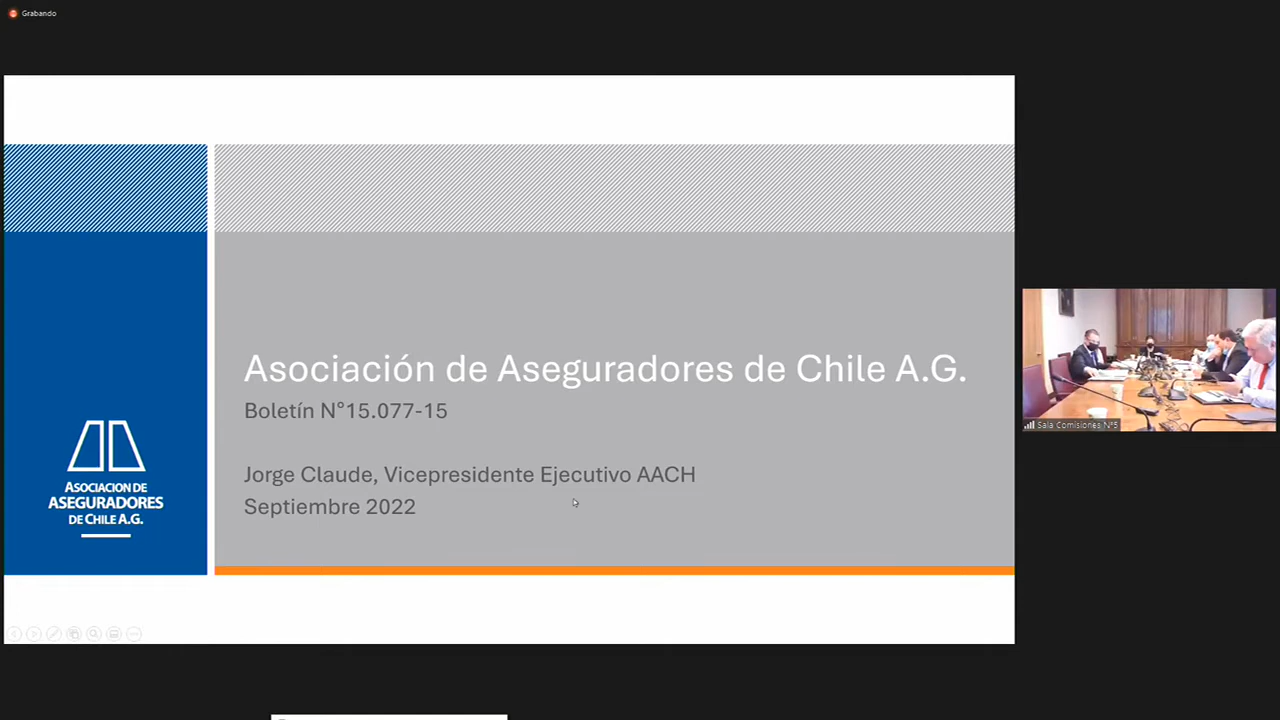 Grabando
Asociación de Aseguradores de Chile A.G.
Boletín N°15.077-15
Jorge Claude, Vicepresidente Ejecutivo AACH
Septiembre 2022
ASOCIACION DE
ASEGURADORES
DE CHILE A.G.
Sala Comisiones N°5